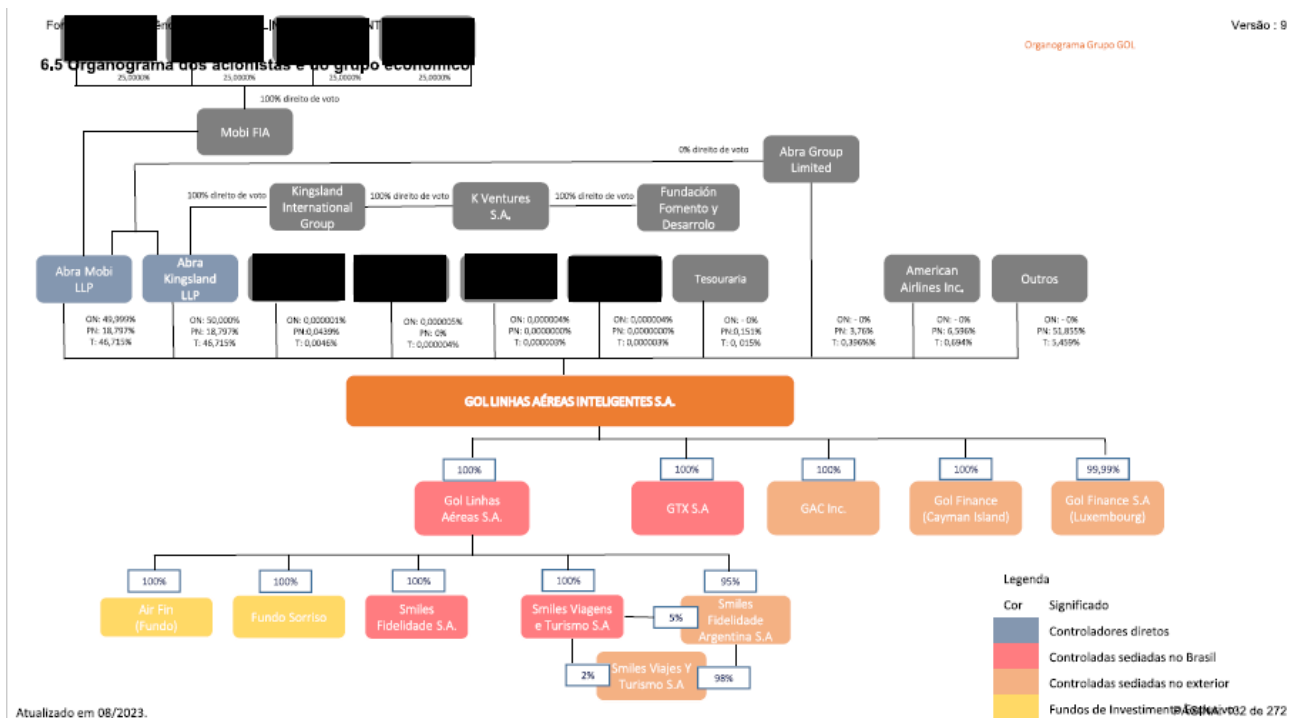 Versão : 9
Organograma Grupo GOL
6.5 Organograma dos acionistas e do grupo econômico
25,0000% 25,0000% 25,0000% 25,0000%
100% direito de voto
Mobi FIA
0% direito de voto
Abra Group
Limited
100% direito de voto
Kingsland
International
Group
100% direito de voto
K Ventures
S.A.
100% direito de voto
Fundación
Fomento y
Desarrolo
Abra Mobi
LLP
Abra
Kingsland
LLP
Tesouraria
American
Airlines Inc.
Outros
ON: 49,999%
PN: 18,797%
T: 46,715%
ON: 50,000%
PN: 18,797%
T: 46,715%
ON: 0,000001%
PN:0,0439%
T: 0,0046%
ON: 0,000005%
PN: 0%
T: 0,000004%
ON: 0,000004%
PN: 0,0000000%
T: 0,000003%
ON: 0,000004%
PN: 0,0000000%
T: 0,000003%
ON: - 0%
PN:0,151%
T: 0, 015%
ON: - 0%
PN: 3,76%
T: 0,396%
ON: - 0%
PN: 6,596%
T: 0,694%
ON: - 0%
PN: 51,855%
T: 5,459%
GOL LINHAS AÉREAS INTELIGENTES S.A.
100% 100% 100% 100% 99,99%
Gol Linhas
Aéreas S.A.
GTX S.A
GAC Inc.
Gol Finance
(Cayman Island)
Gol Finance S.A
(Luxembourg)
100% 100% 100% 100% 95%
Air Fin
(Fundo)
Fundo Sorriso
Smiles
Fidelidade S.A.
Smiles Viagens
e Turismo S.A
5%
Smiles
Fidelidade
Argentina S.A
2%
Smiles Viajes Y
Turismo S.A
98%
Legenda
Cor Significado
Controladores diretos
Controladas sediadas no Brasil
Controladas sediadas no exterior
Fundos de Investimento
132 de 272
Atualizado em 08/2023.